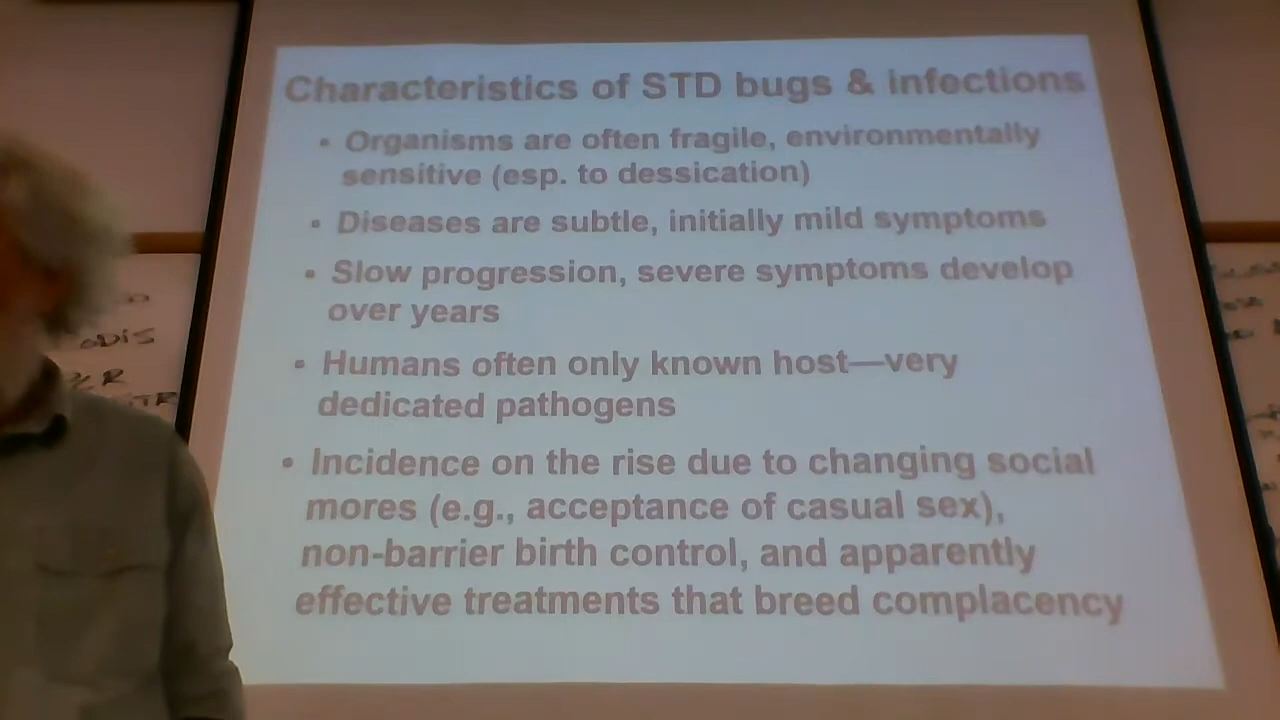 Characteristics of STD bugs & infections
• Organisms are often fragile, environmentally
sensitive (esp. to dessication)
• Diseases are subtle, initially mild symptoms
• Slow progression, severe symptoms develop
over years
• Humans often only known host—very
dedicated pathogens
• Incidence on the rise due to changing social
mores (e.g., acceptance of casual sex),
non-barrier birth control, and apparently
effective treatments that breed complacency